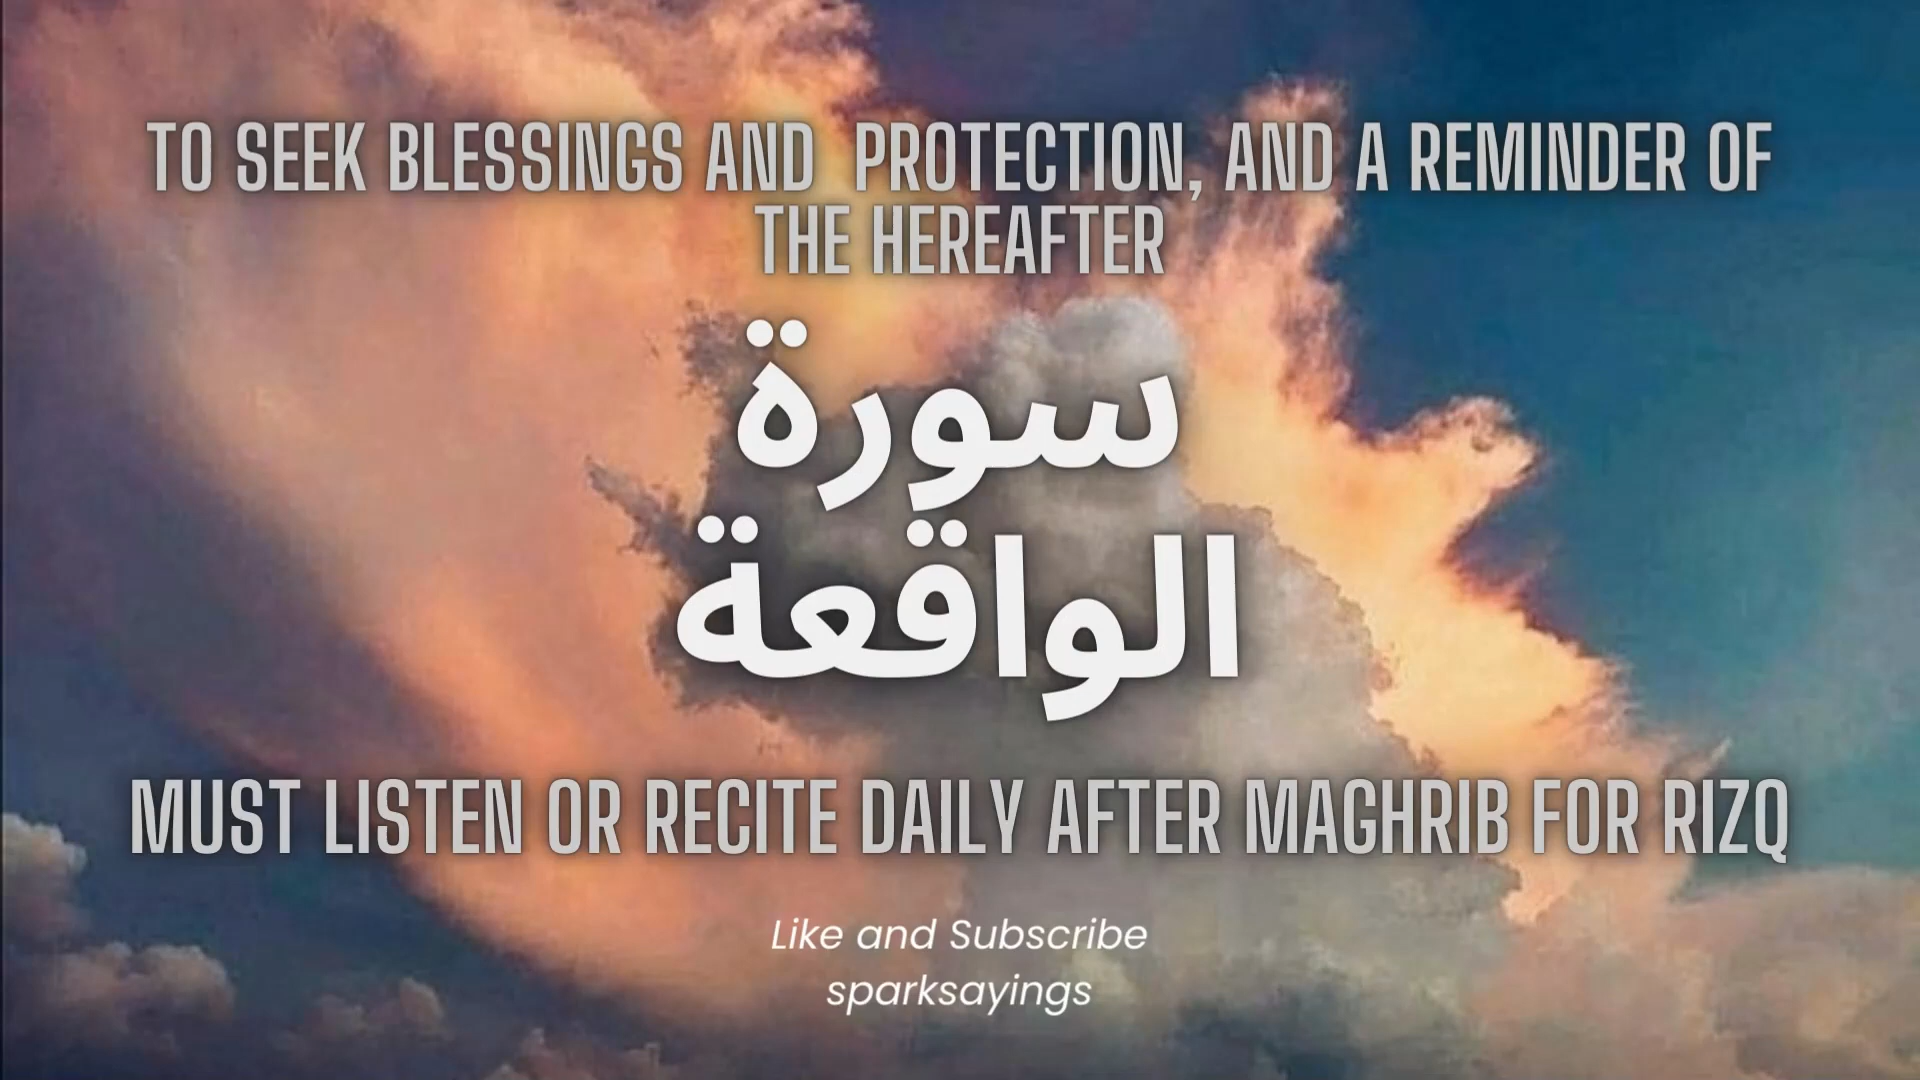 TO SEEK BLESSINGS AND PROTECTION, AND A REMINDER OF
THE HEREAFTER
سورة
الواقعة
MUST LISTEN OR RECITE DAILY AFTER MAGHRIB FOR RIZQ
Like and Subscribe
sparksayings